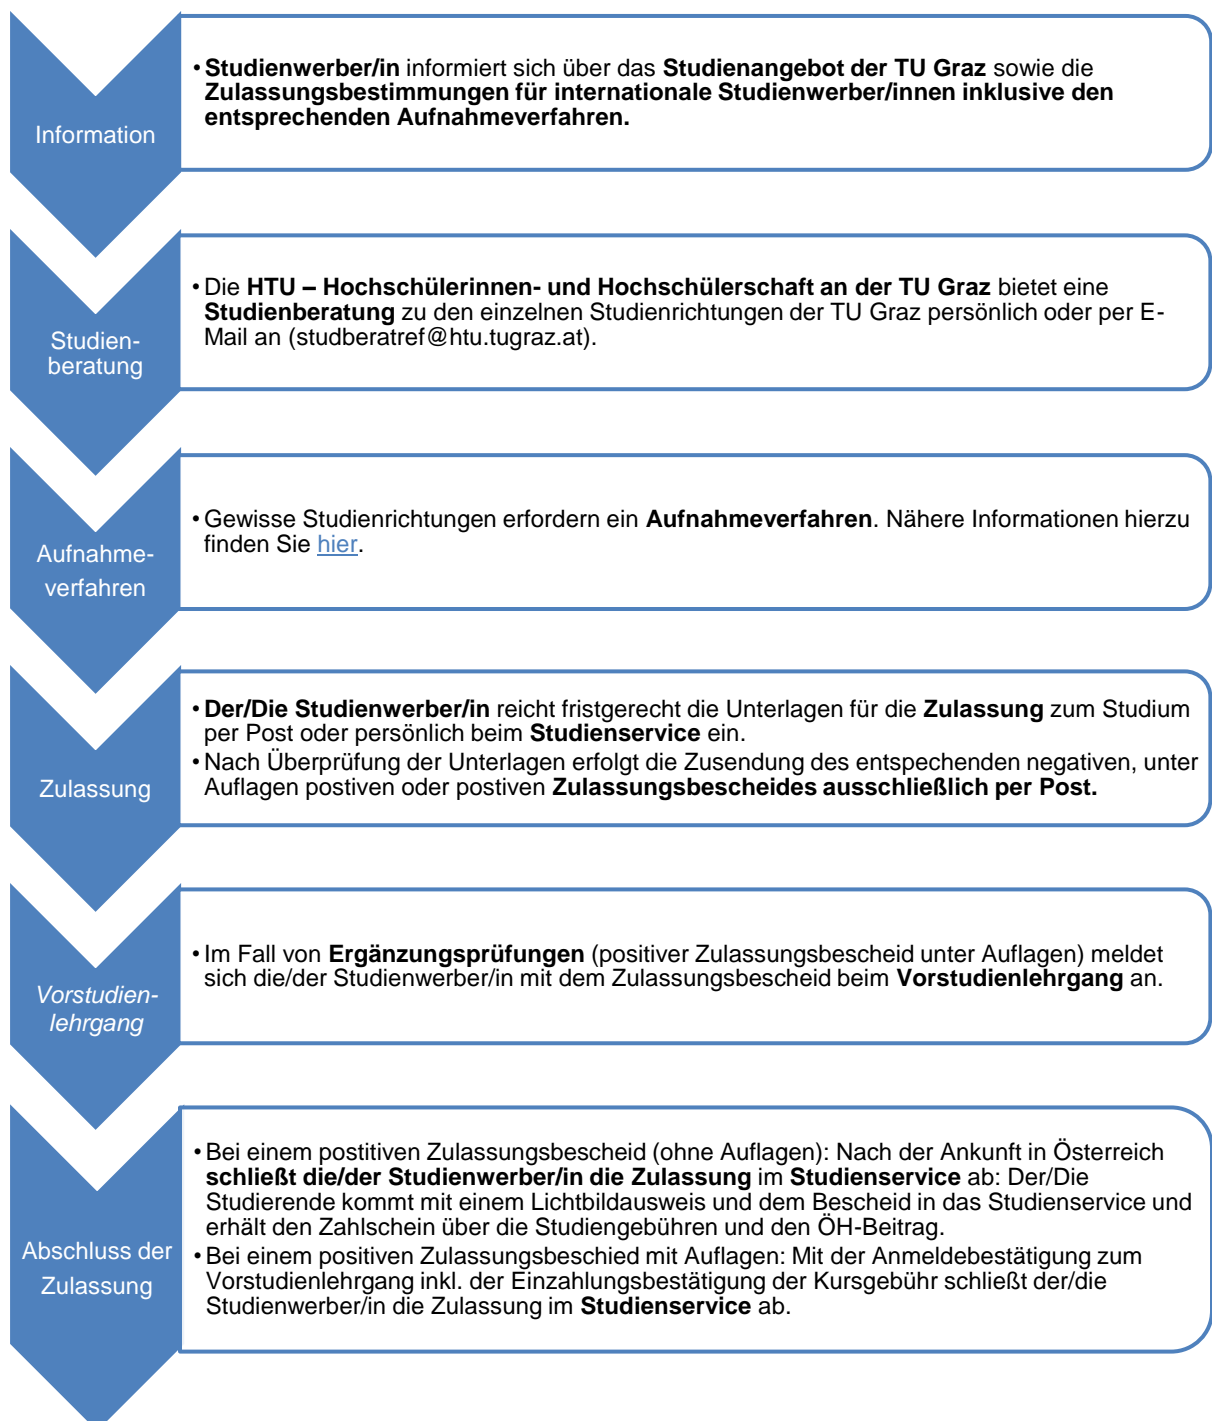 Information
• Studienwerber/in informiert sich über das Studienangebot der TU Graz sowie die
Zulassungsbestimmungen für internationale Studienwerber/innen inklusive den
entsprechenden Aufnahmeverfahren.
Studien-
beratung
• Die HTU – Hochschülerinnen- und Hochschülerschaft an der TU Graz bietet eine
Studienberatung zu den einzelnen Studienrichtungen der TU Graz persönlich oder per E-
Mail an (studberatref@htu.tugraz.at).
Aufnahme-
verfahren
• Gewisse Studienrichtungen erfordern ein Aufnahmeverfahren. Nähere Informationen hierzu
finden Sie hier.
Zulassung
• Der/Die Studienwerber/in reicht fristgerecht die Unterlagen für die Zulassung zum Studium
per Post oder persönlich beim Studienservice ein.
• Nach Überprüfung der Unterlagen erfolgt die Zusendung des entspechenden negativen, unter
Auflagen postiven oder postiven Zulassungsbescheides ausschließlich per Post.
Vorstudien-
lehrgang
• Im Fall von Ergänzungsprüfungen (positiver Zulassungsbescheid unter Auflagen) meldet
sich die/der Studienwerber/in mit dem Zulassungsbescheid beim Vorstudienlehrgang an.
Abschluss der
Zulassung
• Bei einem postitiven Zulassungsbescheid (ohne Auflagen): Nach der Ankunft in Österreich
schließt die/der Studienwerber/in die Zulassung im Studienservice ab: Der/Die
Studierende kommt mit einem Lichtbildausweis und dem Bescheid in das Studienservice und
erhält den Zahlschein über die Studiengebühren und den ÖH-Beitrag.
• Bei einem positiven Zulassungsbeschied mit Auflagen: Mit der Anmeldebestätigung zum
Vorstudienlehrgang inkl. der Einzahlungsbestätigung der Kursgebühr schließt der/die
Studienwerber/in die Zulassung im Studienservice ab.